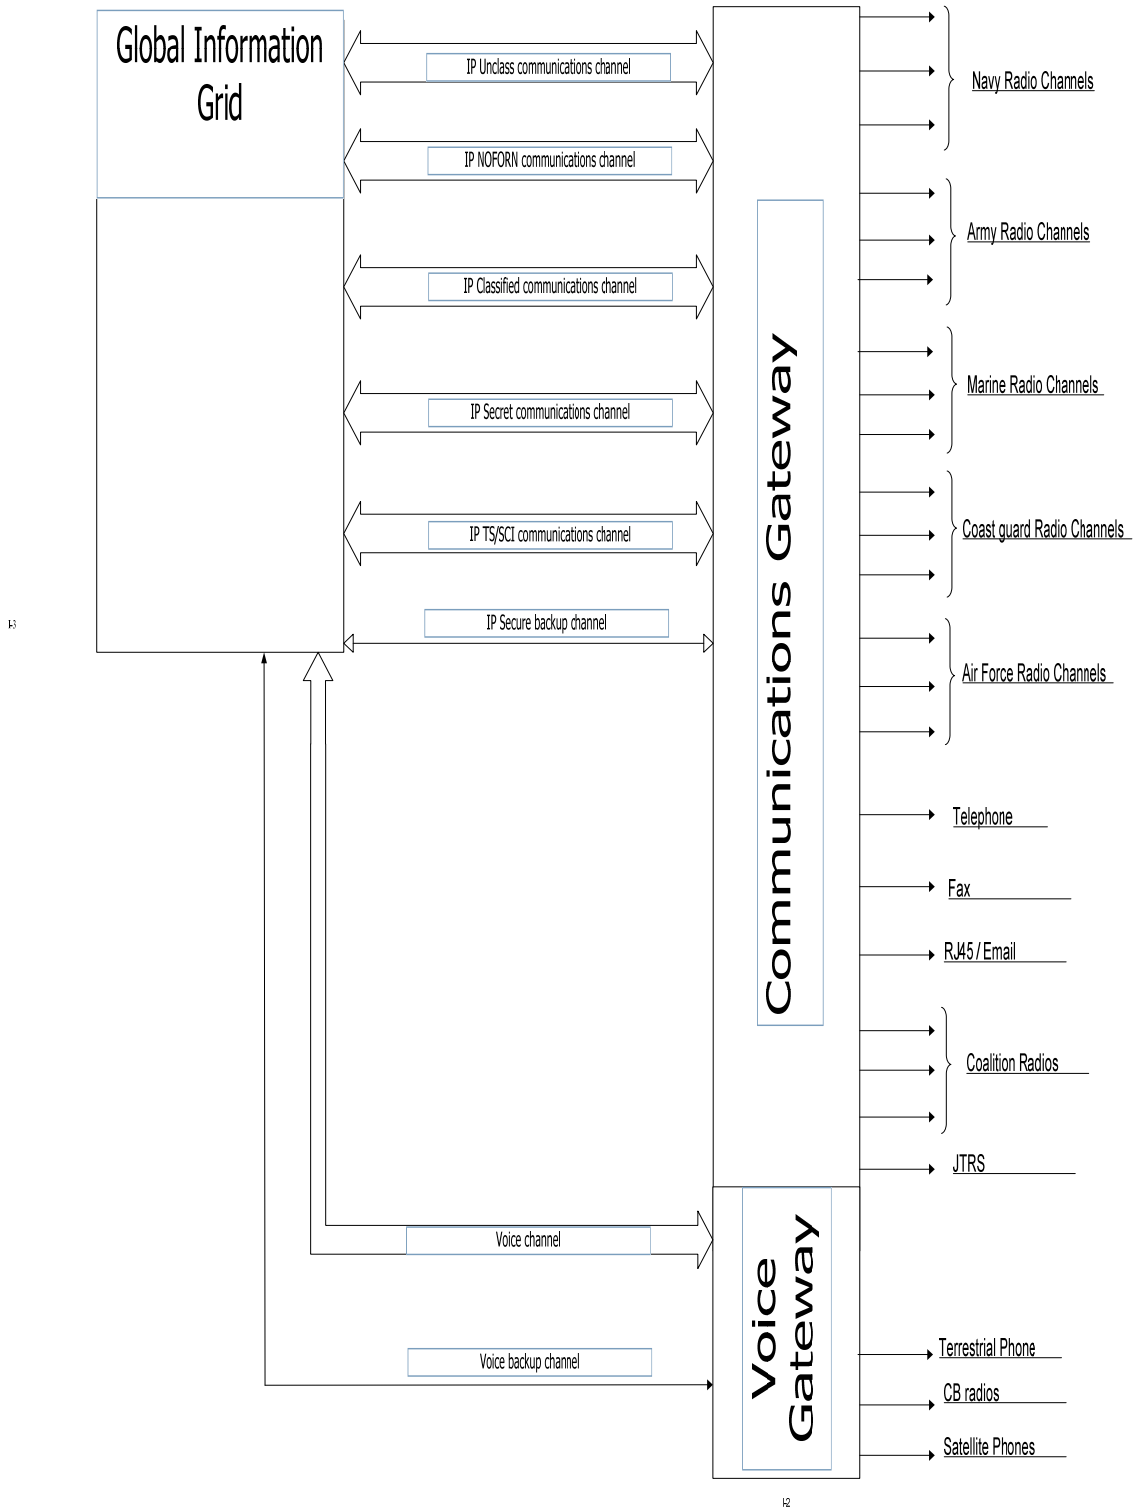 Global Information
Grid
IP Unclass communications channel
IP NOFORN communications channel
IP Classified communications channel
IP Secret communications channel
IP TS/SCI communications channel
IP Secure backup channel
Voice channel
Voice backup channel
Communications Gateway
Voice
Gateway
Navy Radio Channels
Army Radio Channels
Marine Radio Channels
Coast guard Radio Channels
Air Force Radio Channels
Telephone
Fax
RJ45 / Email
Coalition Radios
JTRS
Terrestrial Phone
CB radios
Satellite Phones
I-3
I-2